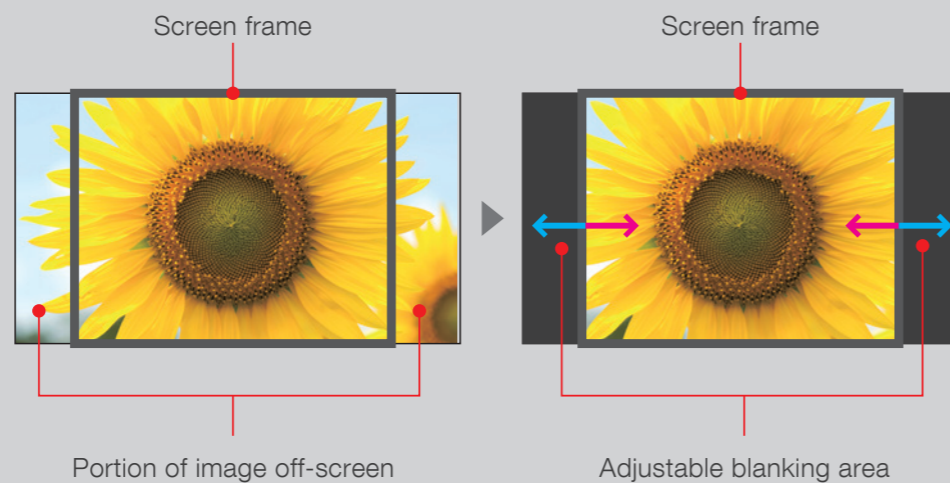 Screen frame
Screen frame
Portion of image off-screen
Adjustable blanking area